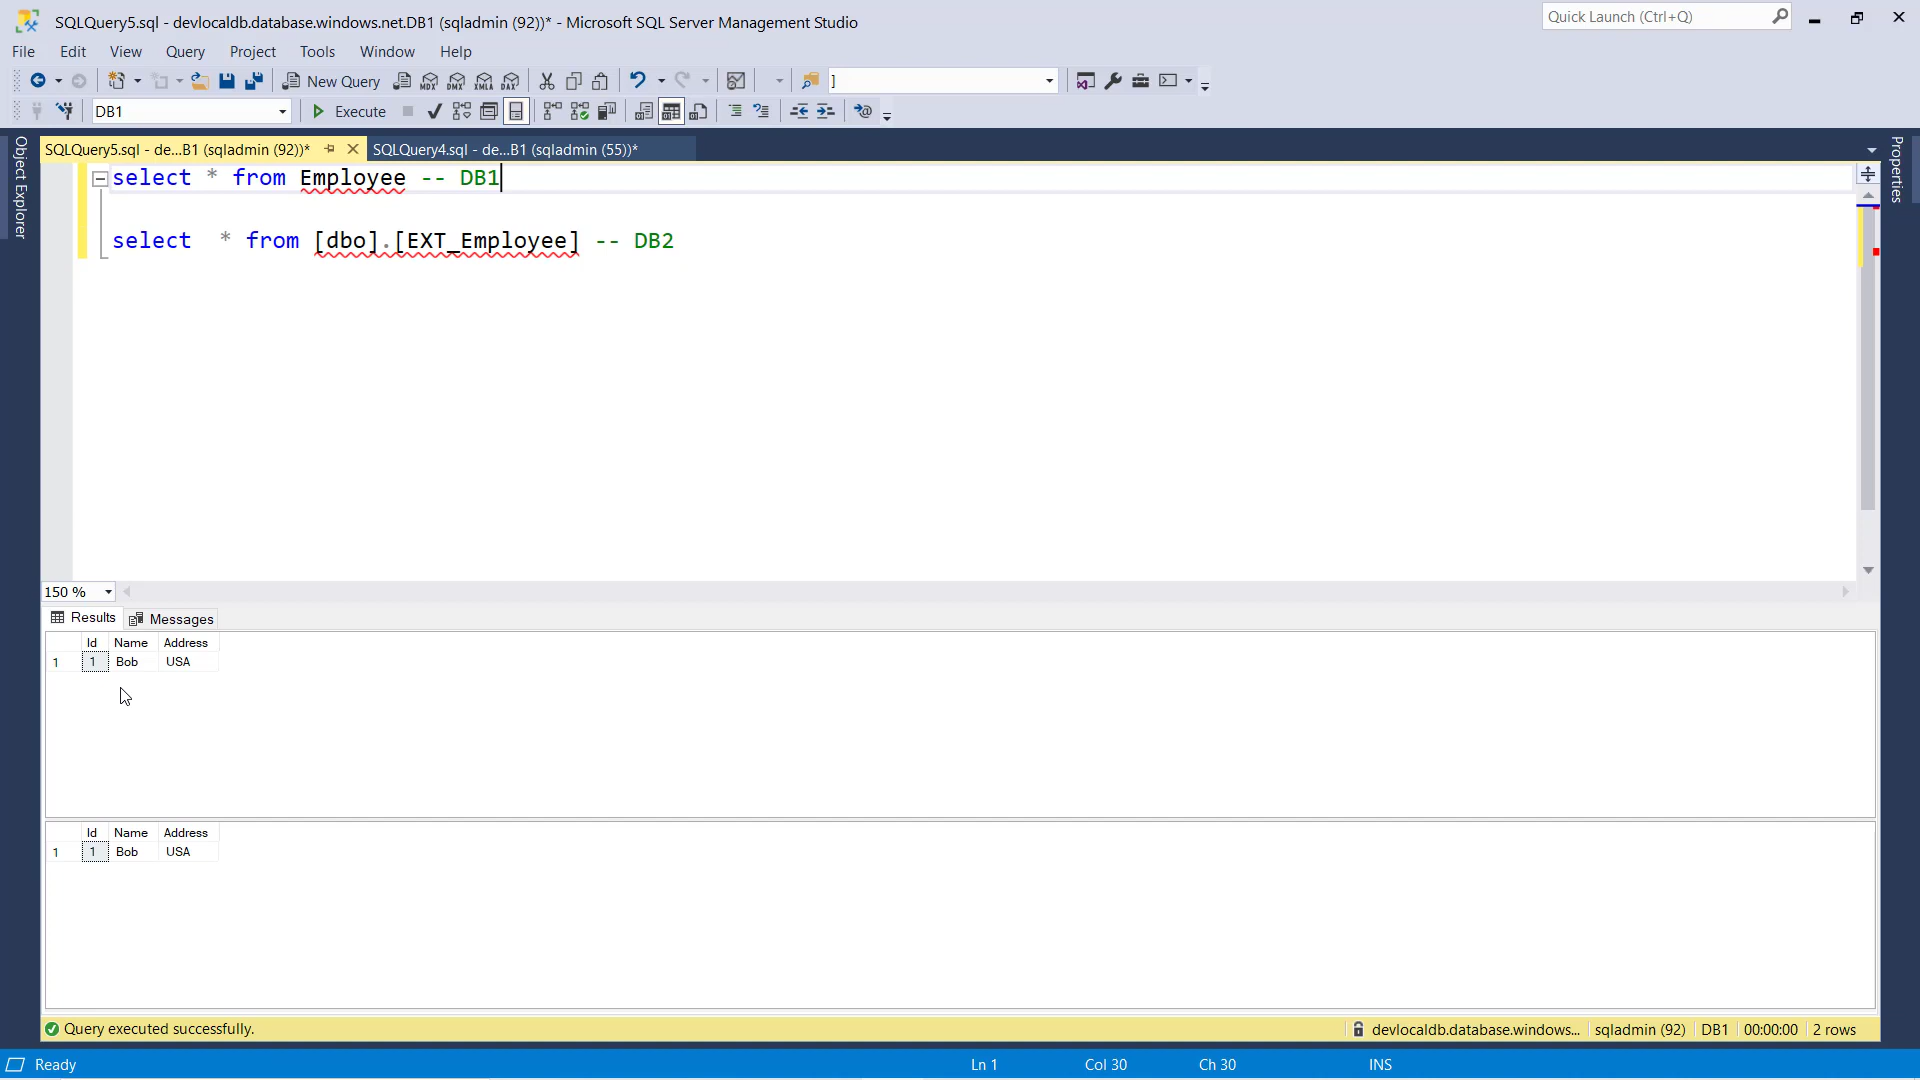 SQLQuery5.sql - devlocaldb.database.windows.net.DB1 (sqladmin (92))* - Microsoft SQL Server Management Studio
Quick Launch (Ctrl+Q)
File Edit View Query Project Tools Window Help
New Query MDX DMX XMLA DAX ]
DB1 Execute
SQLQuery5.sql - de...B1 (sqladmin (92))* SQLQuery4.sql - de...B1 (sqladmin (55))*
Object Explorer
Properties
select * from Employee -- DB1
select  * from [dbo].[EXT_Employee] -- DB2
150 %
Results Messages
Id Name Address
1 1 Bob USA
Id Name Address
1 1 Bob USA
Query executed successfully. devlocaldb.database.windows... sqladmin (92) DB1 00:00:00 2 rows
Ready Ln 1 Col 30 Ch 30 INS